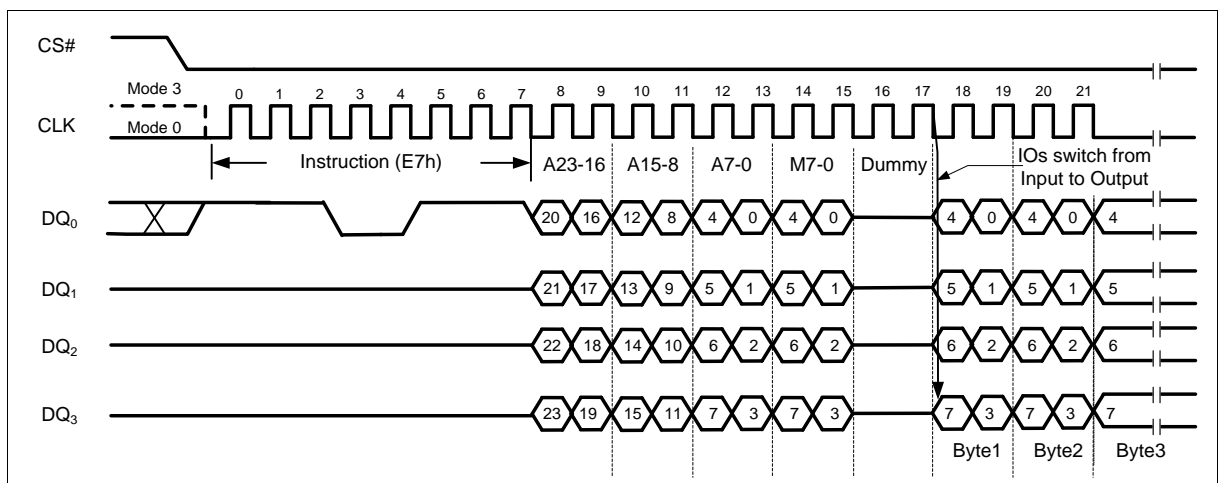 CS#
Mode 3
0 1 2 3 4 5 6 7 8 9 10 11 12 13 14 15 16 17 18 19 20 21
CLK
Mode 0
Instruction (E7h) A23-16 A15-8 A7-0 M7-0 Dummy
IOs switch from
Input to Output
DQ0 20 16 12 8 4 0 4 0 4 0 4 0 4
DQ1 21 17 13 9 5 1 5 1 5 1 5 1 5
DQ2 22 18 14 10 6 2 6 2 6 2 6 2 6
DQ3 23 19 15 11 7 3 7 3 7 3 7 3 7
Byte1 Byte2 Byte3